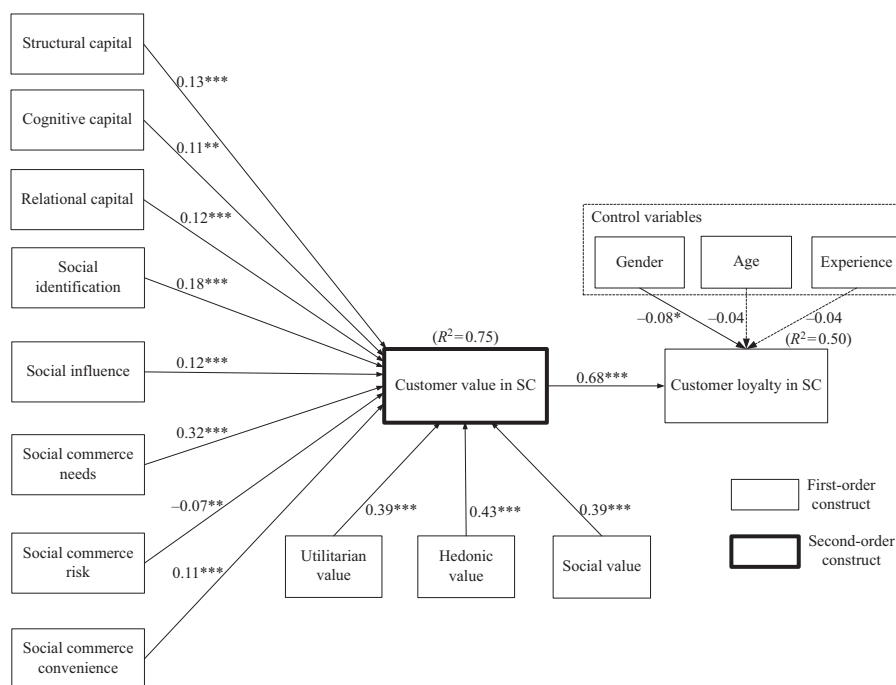 Structural capital
0.13***
Cognitive capital
0.11**
Relational capital
0.12***
Social
identification
0.18***
Social influence
0.12***
Social commerce
needs
0.32***
Social commerce
risk
–0.07**
Social commerce
convenience
0.11***
(R²=0.75)
Customer value in SC
0.39***
0.43***
0.39***
Utilitarian
value
Hedonic
value
Social value
0.68***
Control variables
Gender
Age
Experience
–0.08*
–0.04
–0.04
(R²=0.50)
Customer loyalty in SC
First-order
construct
Second-order
construct